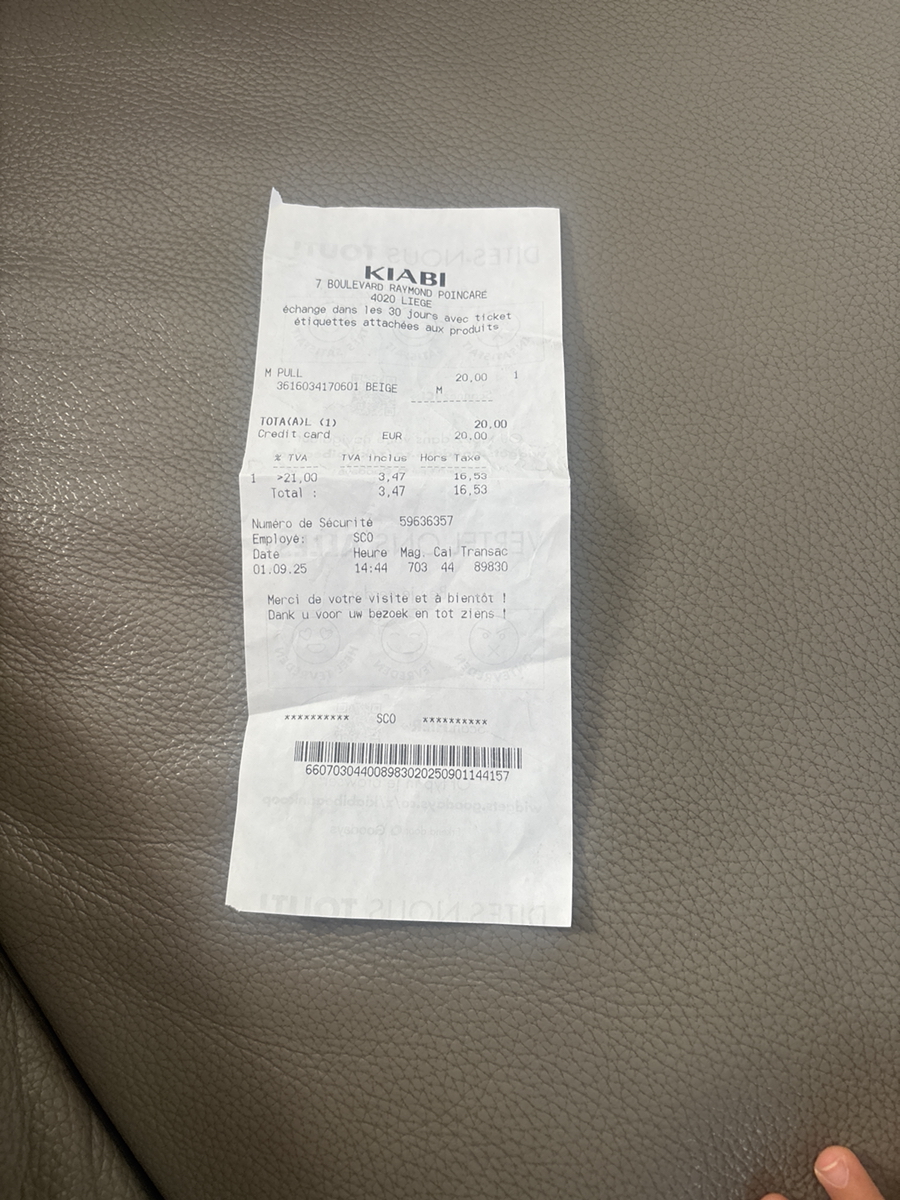 KIABI
7 BOULEVARD RAYMOND POINCARÉ
4020 LIEGE
échange dans les 30 jours avec ticket
étiquettes attachées aux produits
M PULL 20,00 1
3616034170601 BEIGE M
TOTA(A)L (1) 20,00
Credit card EUR 20,00
% TVA TVA inclus Hors Taxe
1 >21,00 3,47 16,53
Total : 3,47 16,53
Numéro de Sécurité 59636357
Employé: SCO
Date Heure Mag. Cai Transac
01.09.25 14:44 703 44 89830
Merci de votre visite et à bientôt !
Dank u voor uw bezoek en tot ziens !
********** SCO **********
660703044008983020250901144157